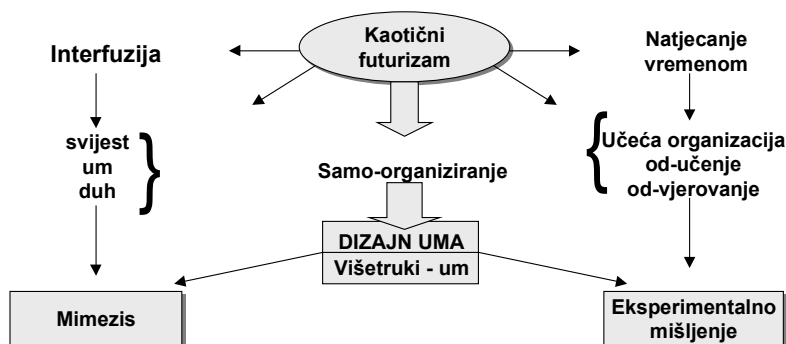 Kaotični
futurizam
Interfuzija
Natjecanje
vremenom
svijest
um
duh
Učeća organizacija
od-učenje
od-vjerovanje
Samo-organiziranje
DIZAJN UMA
Višetruki - um
Mimezis
Eksperimentalno
mišljenje